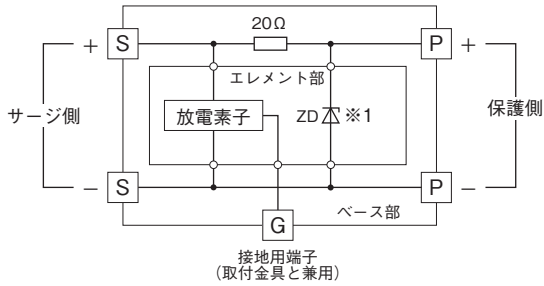 20Ω
+ S P +
エレメント部
サージ側 放電素子 ZD ※1 保護側
− S P −
G ベース部
接地用端子
(取付金具と兼用)